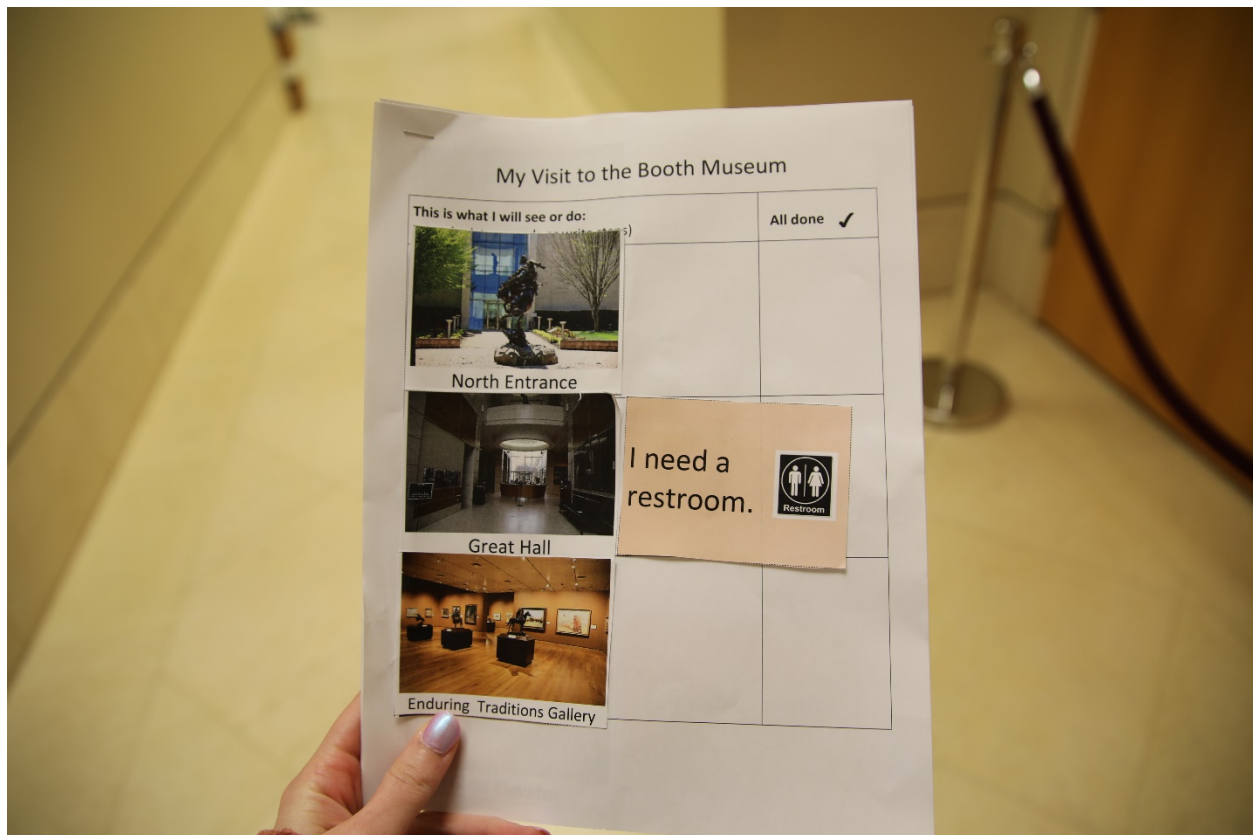 My Visit to the Booth Museum
This is what I will see or do:
All done ✓
North Entrance
Great Hall
I need a
restroom.
Restroom
Enduring Traditions Gallery